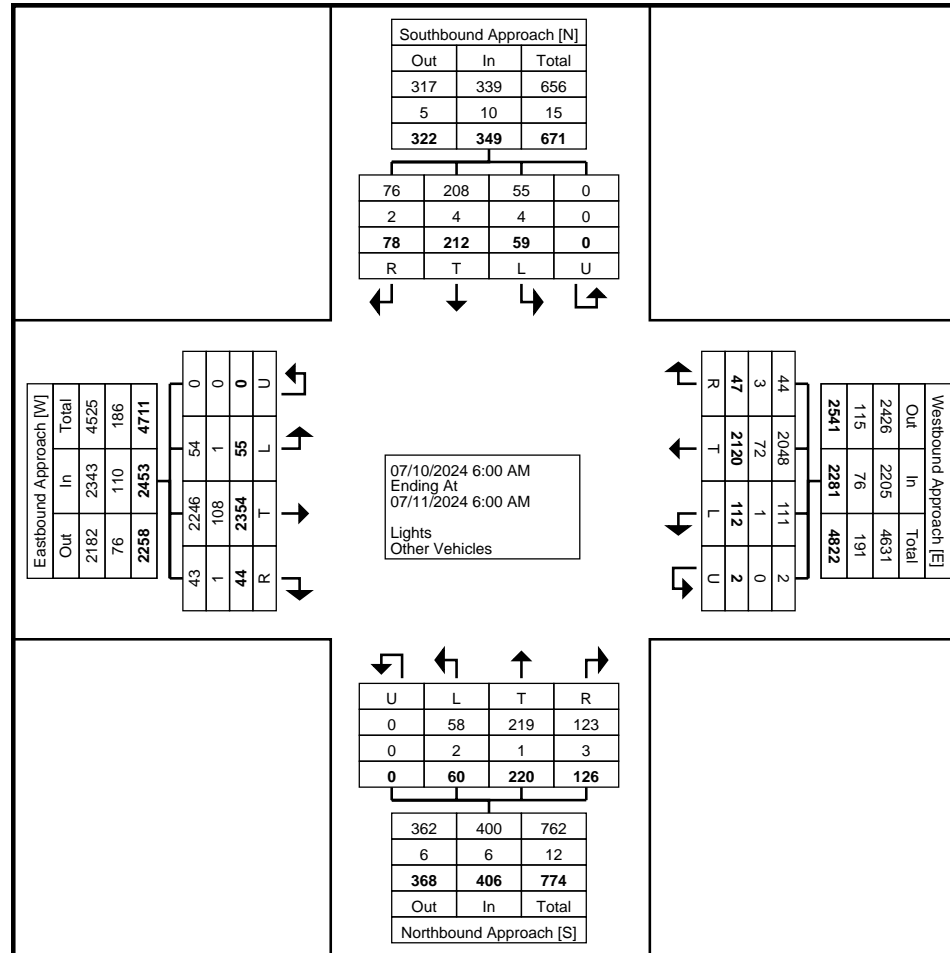 Southbound Approach [N]
Out In Total
317 339 656
5 10 15
322 349 671
76 208 55 0
2 4 4 0
78 212 59 0
R T L U
Eastbound Approach [W]
Total In Out
4525 2343 2182
186 110 76
4711 2453 2258
0 54 2246 43
0 1 108 1
0 55 2354 44
U L T R
07/10/2024 6:00 AM
Ending At
07/11/2024 6:00 AM
Lights
Other Vehicles
R T L U
47 2120 112 2
3 72 1 0
44 2048 111 2
Westbound Approach [E]
Out In Total
2426 2205 4631
115 76 191
2541 2281 4822
U L T R
0 58 219 123
0 2 1 3
0 60 220 126
362 400 762
6 6 12
368 406 774
Out In Total
Northbound Approach [S]